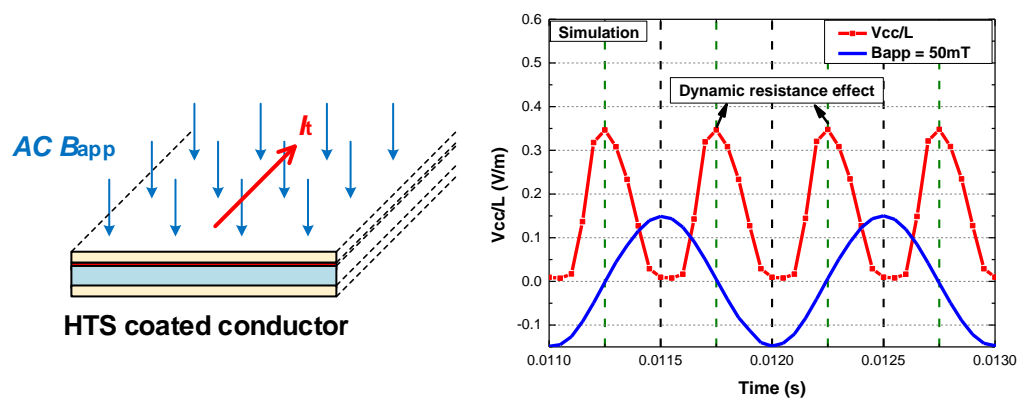 AC Bapp
It
HTS coated conductor
Simulation
Vcc/L
Bapp = 50mT
Dynamic resistance effect
Vcc/L (V/m)
0.6
0.5
0.4
0.3
0.2
0.1
0.0
-0.1
0.0110
0.0115
0.0120
0.0125
0.0130
Time (s)